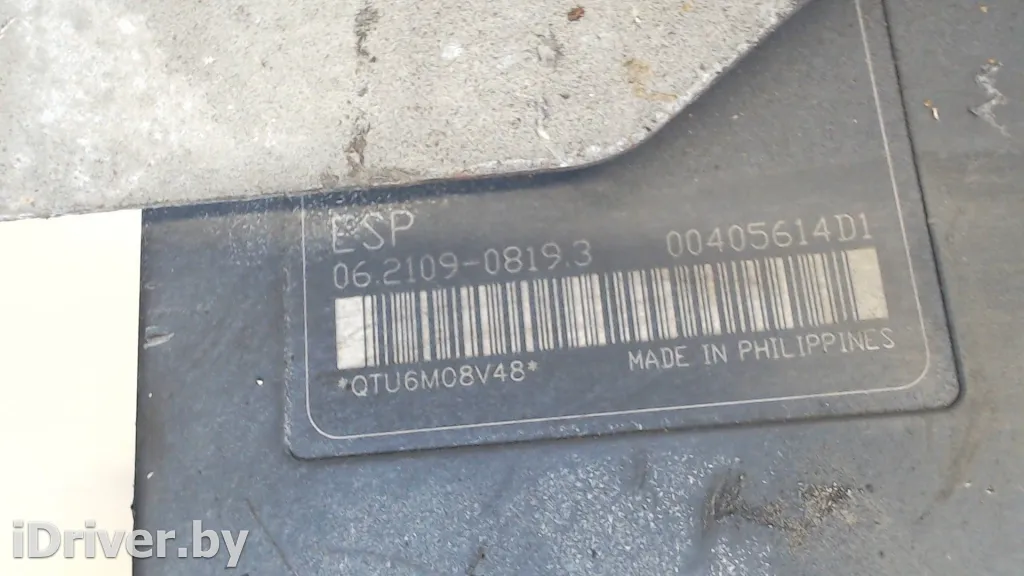 ESP
06.2109-0819.3 00405614D1
*QTU6M08V48* MADE IN PHILIPPINES
iDriver.by